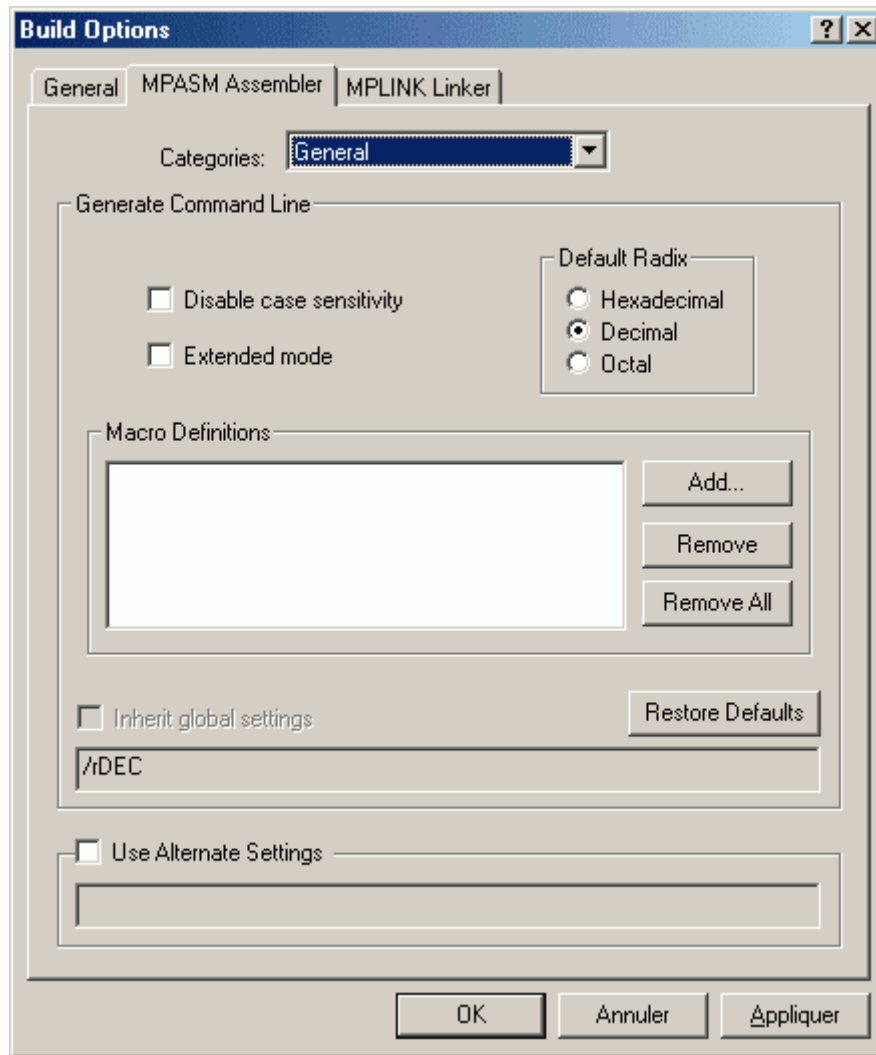 Build Options
General MPASM Assembler MPLINK Linker
Categories: General
Generate Command Line
Default Radix
Disable case sensitivity
Hexadecimal
Decimal
Extended mode
Octal
Macro Definitions
Add...
Remove
Remove All
Inherit global settings
Restore Defaults
/rDEC
Use Alternate Settings
OK Annuler Appliquer